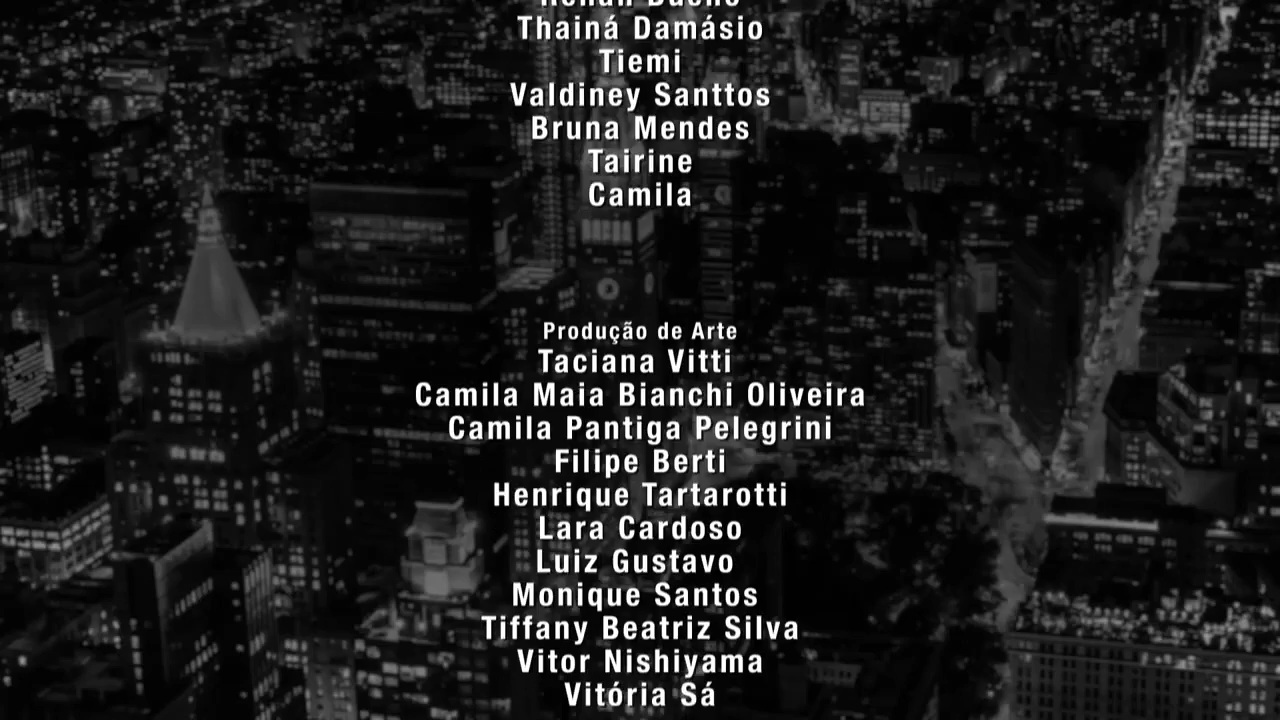 Thainá Damásio
Tiemi
Valdiney Santtos
Bruna Mendes
Tairine
Camila
Produção de Arte
Taciana Vitti
Camila Maia Bianchi Oliveira
Camila Pantiga Pelegrini
Filipe Berti
Henrique Tartarotti
Lara Cardoso
Luiz Gustavo
Monique Santos
Tiffany Beatriz Silva
Vitor Nishiyama
Vitória Sá